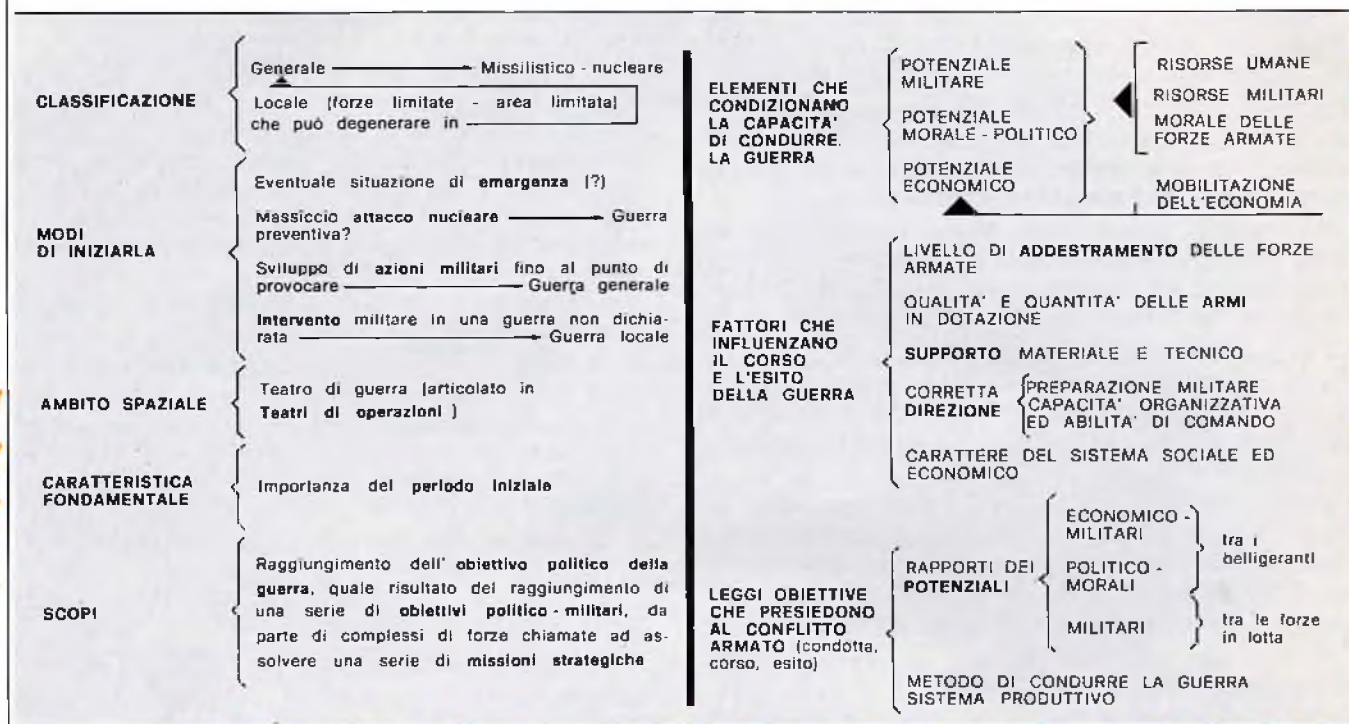 CLASSIFICAZIONE
Generale Missilistico - nucleare
Locale (forze limitate - area limitata)
che può degenerare in
MODI
DI INIZIARLA
Eventuale situazione di emergenza (?)
Massiccio attacco nucleare Guerra
preventiva?
Sviluppo di azioni militari fino al punto di
provocare Guerra generale
Intervento militare in una guerra non dichia-
rata Guerra locale
AMBITO SPAZIALE
Teatro di guerra (articolato in
Teatri di operazioni )
CARATTERISTICA
FONDAMENTALE
Importanza del periodo iniziale
SCOPI
Raggiungimento dell' obiettivo politico della
guerra, quale risultato del raggiungimento di
una serie di obiettivi politico - militari, da
parte di complessi di forze chiamate ad as-
solvere una serie di missioni strategiche
ELEMENTI CHE
CONDIZIONANO
LA CAPACITA'
DI CONDURRE.
LA GUERRA
POTENZIALE
MILITARE
POTENZIALE
MORALE - POLITICO
POTENZIALE
ECONOMICO
RISORSE UMANE
RISORSE MILITARI
MORALE DELLE
FORZE ARMATE
MOBILITAZIONE
DELL'ECONOMIA
FATTORI CHE
INFLUENZANO
IL CORSO
E L'ESITO
DELLA GUERRA
LIVELLO DI ADDESTRAMENTO DELLE FORZE
ARMATE
QUALITA' E QUANTITA' DELLE ARMI
IN DOTAZIONE
SUPPORTO MATERIALE E TECNICO
CORRETTA
DIREZIONE
PREPARAZIONE MILITARE
CAPACITA' ORGANIZZATIVA
ED ABILITA' DI COMANDO
CARATTERE DEL SISTEMA SOCIALE ED
ECONOMICO
LEGGI OBIETTIVE
CHE PRESIEDONO
AL CONFLITTO
ARMATO (condotta,
corso, esito)
RAPPORTI DEI
POTENZIALI
ECONOMICO -
MILITARI
POLITICO -
MORALI
MILITARI
tra i
belligeranti
tra le forze
in lotta
METODO DI CONDURRE LA GUERRA
SISTEMA PRODUTTIVO